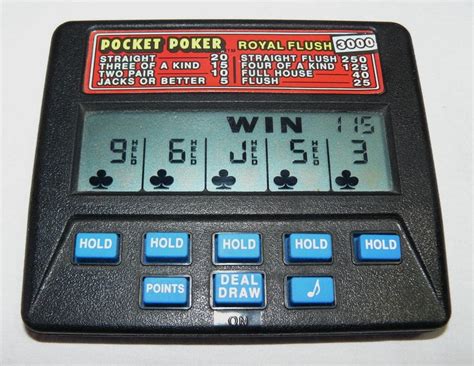 POCKET POKER™ ROYAL FLUSH 3000
STRAIGHT 20 STRAIGHT FLUSH 250
THREE OF A KIND 15 FOUR OF A KIND 125
TWO PAIR 10 FULL HOUSE 40
JACKS OR BETTER 5 FLUSH 25
WIN 115
9 HELD 6 HELD J HELD 5 HELD 3
HOLD HOLD HOLD HOLD HOLD
POINTS DEAL DRAW
ON